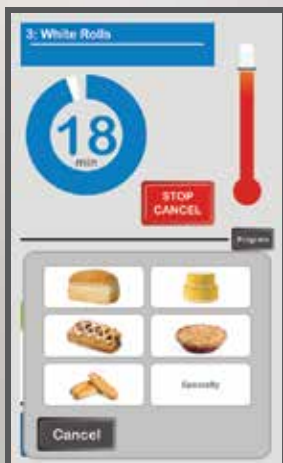 3: White Rolls
18
min
STOP
CANCEL
Program
Specialty
Cancel